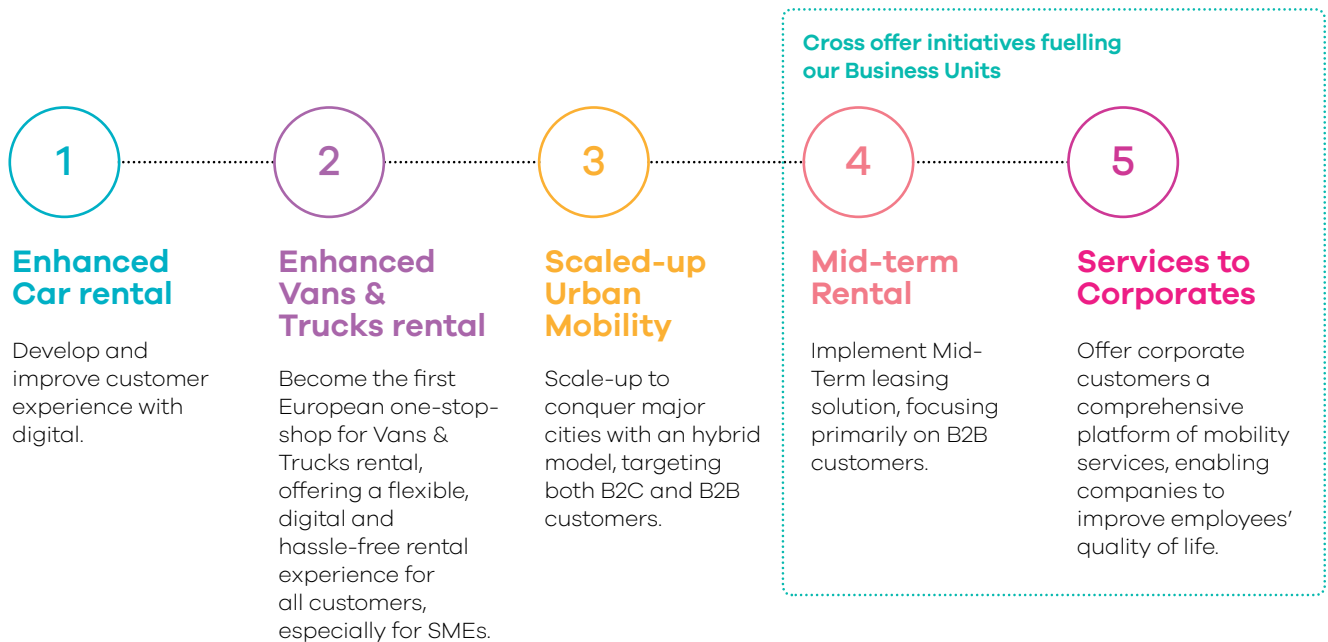 Cross offer initiatives fuelling
our Business Units
1
Enhanced
Car rental
Develop and
improve customer
experience with
digital.
2
Enhanced
Vans &
Trucks rental
Become the first
European one-stop-
shop for Vans &
Trucks rental,
offering a flexible,
digital and
hassle-free rental
experience for
all customers,
especially for SMEs.
3
Scaled-up
Urban
Mobility
Scale-up to
conquer major
cities with an hybrid
model, targeting
both B2C and B2B
customers.
4
Mid-term
Rental
Implement Mid-
Term leasing
solution, focusing
primarily on B2B
customers.
5
Services to
Corporates
Offer corporate
customers a
comprehensive
platform of mobility
services, enabling
companies to
improve employees’
quality of life.